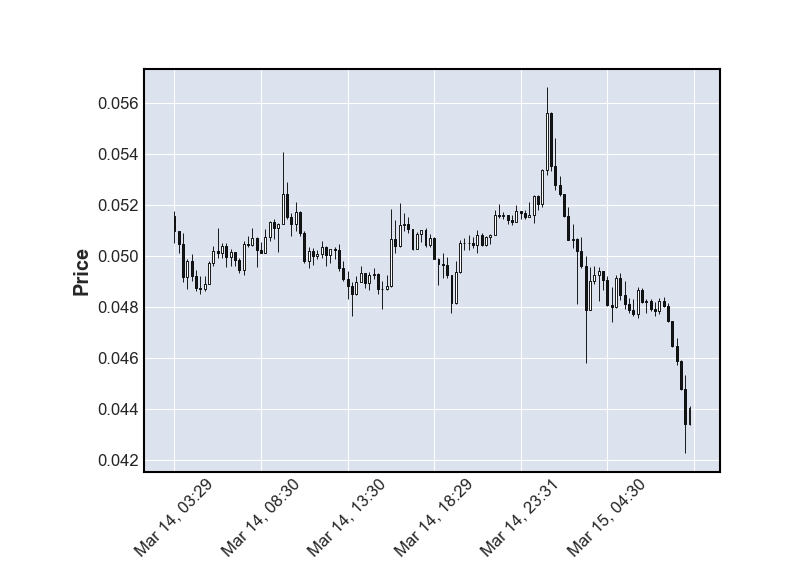 Price
0.056
0.054
0.052
0.050
0.048
0.046
0.044
0.042
Mar 14, 03:29
Mar 14, 08:30
Mar 14, 13:30
Mar 14, 18:29
Mar 14, 23:31
Mar 15, 04:30